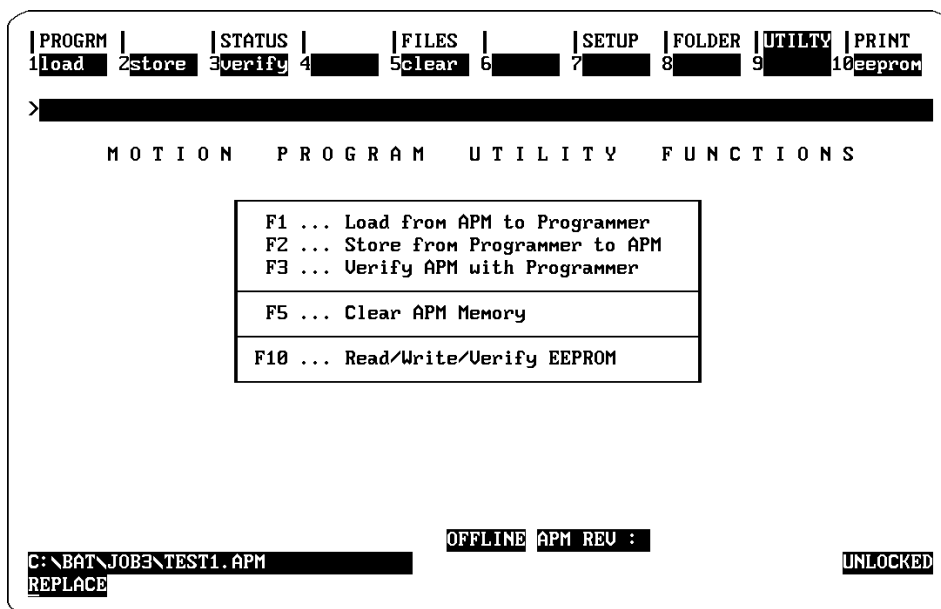 |PROGRM | |STATUS | |FILES | |SETUP |FOLDER |UTILTY |PRINT
1load 2store 3verify 4 5clear 6 7 8 9 10eeprom
>
MOTION PROGRAM UTILITY FUNCTIONS
F1 ... Load from APM to Programmer
F2 ... Store from Programmer to APM
F3 ... Verify APM with Programmer
F5 ... Clear APM Memory
F10 ... Read/Write/Verify EEPROM
OFFLINE APM REV :
C:\BAT\JOB3\TEST1.APM UNLOCKED
REPLACE